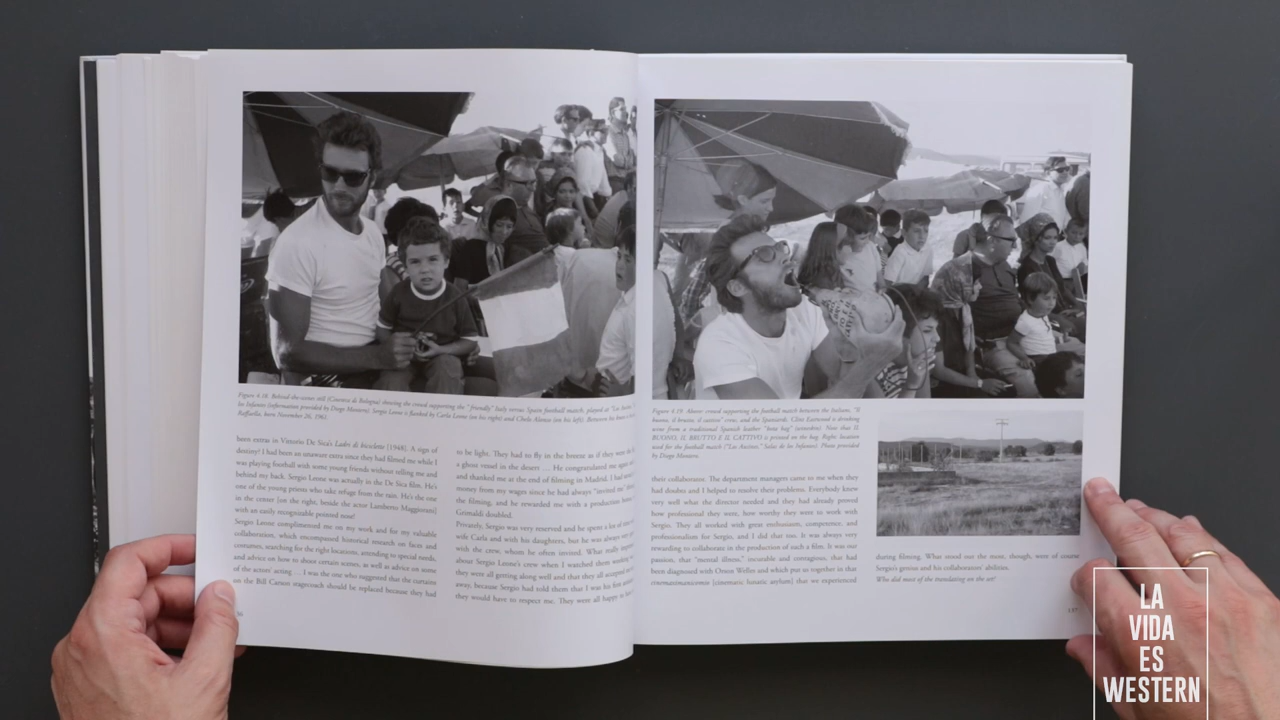 Figure 4.18. Behind-the-scenes still (Cineteca di Bologna) showing the crowd supporting the "friendly" Italy versus Spain football match, played at "Las
los Infantes (information provided by Diego Montero). Sergio Leone is flanked by Carla Leone (on his right) and Chelo Alonso (on his left). Between
Raffaella, born November 20, 1961
been extras in Vittorio De Sica's Ladri di biciclette [1948]. A sign of
destiny! I had been an unaware extra since they had filmed me while I
was playing football with some young friends without telling me and
behind my back. Sergio Leone was actually in the De Sica film. He's
one of the young priests who take refuge from the rain. He's the one
in the center [on the right, beside the actor Lamberto Maggiorani]
with an easily recognizable pointed nose!
Sergio Leone complimented me on my work and for my valuable
collaboration, which encompassed historical research on faces and
costumes, searching for the right locations, attending to special needs,
and advice on how to shoot certain scenes, as well as advice on some
of the actors' acting … I was the one who suggested that the curtains
on the Bill Carson stagecoach should be replaced because they had
to be light. They had to fly in the breeze as if they were
a ghost vessel in the desert … He congratulated me again
and thanked me at the end of filming in Madrid. I had
money from my wages since he had always "invited me"
the filming, and he rewarded me with a production
Grimaldi doubled.
Privately, Sergio was very reserved and he spent a lot of
wife Carla and with his daughters, but he was always
with the crew, whom he often invited. What really
about Sergio Leone's crew when I watched them working
they were all getting along well and that they all accepted
away, because Sergio had told them that I was his
they would have to respect me. They were all happy
Figure 4.19. Above: crowd supporting the football match between the Italians, "Il
buono, il brutto, il cattivo" crew, and the Spaniards. Clint Eastwood is drinking
wine from a traditional Spanish leather "bota bag" (zemzemia). Note that IL
BUONO, IL BRUTTO E IL CATTIVO is printed on the bag. Right: location
used for the football match ("Las Ancinas," Salas de los Infantes). Photo provided
by Diego Montero.
their collaborator. The department managers came to me when they
had doubts and I helped to resolve their problems. Everybody knew
very well what the director needed and they had already proved
how professional they were, how worthy they were to work with
Sergio. They all worked with great enthusiasm, competence, and
professionalism for Sergio, and I did that too. It was always very
rewarding to collaborate in the production of such a film. It was our
passion, that "mental illness," incurable and contagious, that had
been diagnosed with Orson Welles and which put us together in that
cinematimanicomio [cinematic lunatic asylum] that we experienced
during filming. What stood out the most, though, were of course
Sergio's genius and his collaborators' abilities.
Who did most of the translating on the set?
137
LA
VIDA
ES
WESTERN